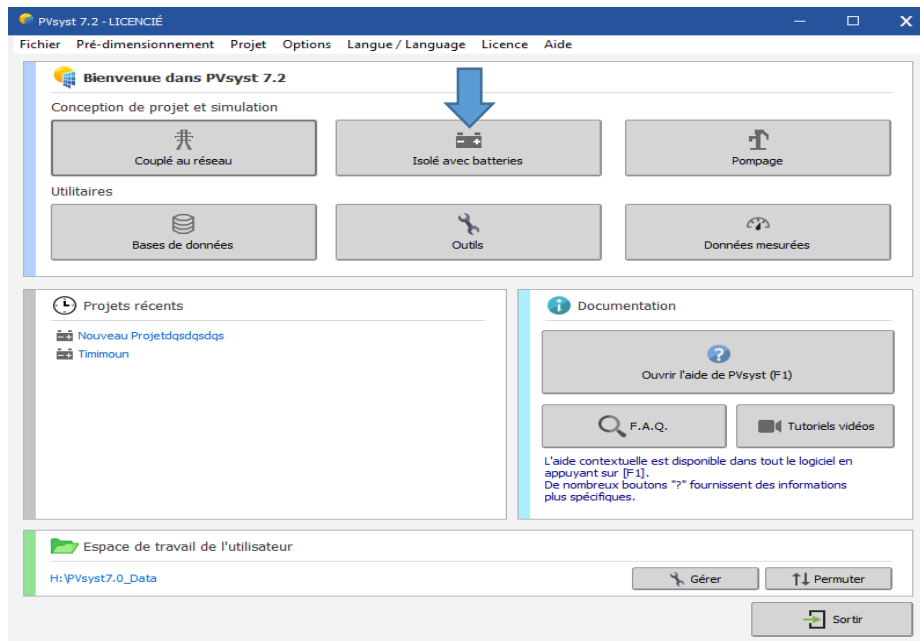 PVsyst 7.2 - LICENCIÉ
Fichier Pré-dimensionnement Projet Options Langue / Language Licence Aide
Bienvenue dans PVsyst 7.2
Conception de projet et simulation
Couplé au réseau
Isolé avec batteries
Pompage
Utilitaires
Bases de données
Outils
Données mesurées
Projets récents
Nouveau Projetdqsdqsdqs
Timimoun
Documentation
Ouvrir l'aide de PVsyst (F1)
F.A.Q.
Tutoriels vidéos
L'aide contextuelle est disponible dans tout le logiciel en
appuyant sur [F1].
De nombreux boutons "?" fournissent des informations
plus spécifiques.
Espace de travail de l'utilisateur
H:\PVsyst7.0_Data
Gérer
Permuter
Sortir